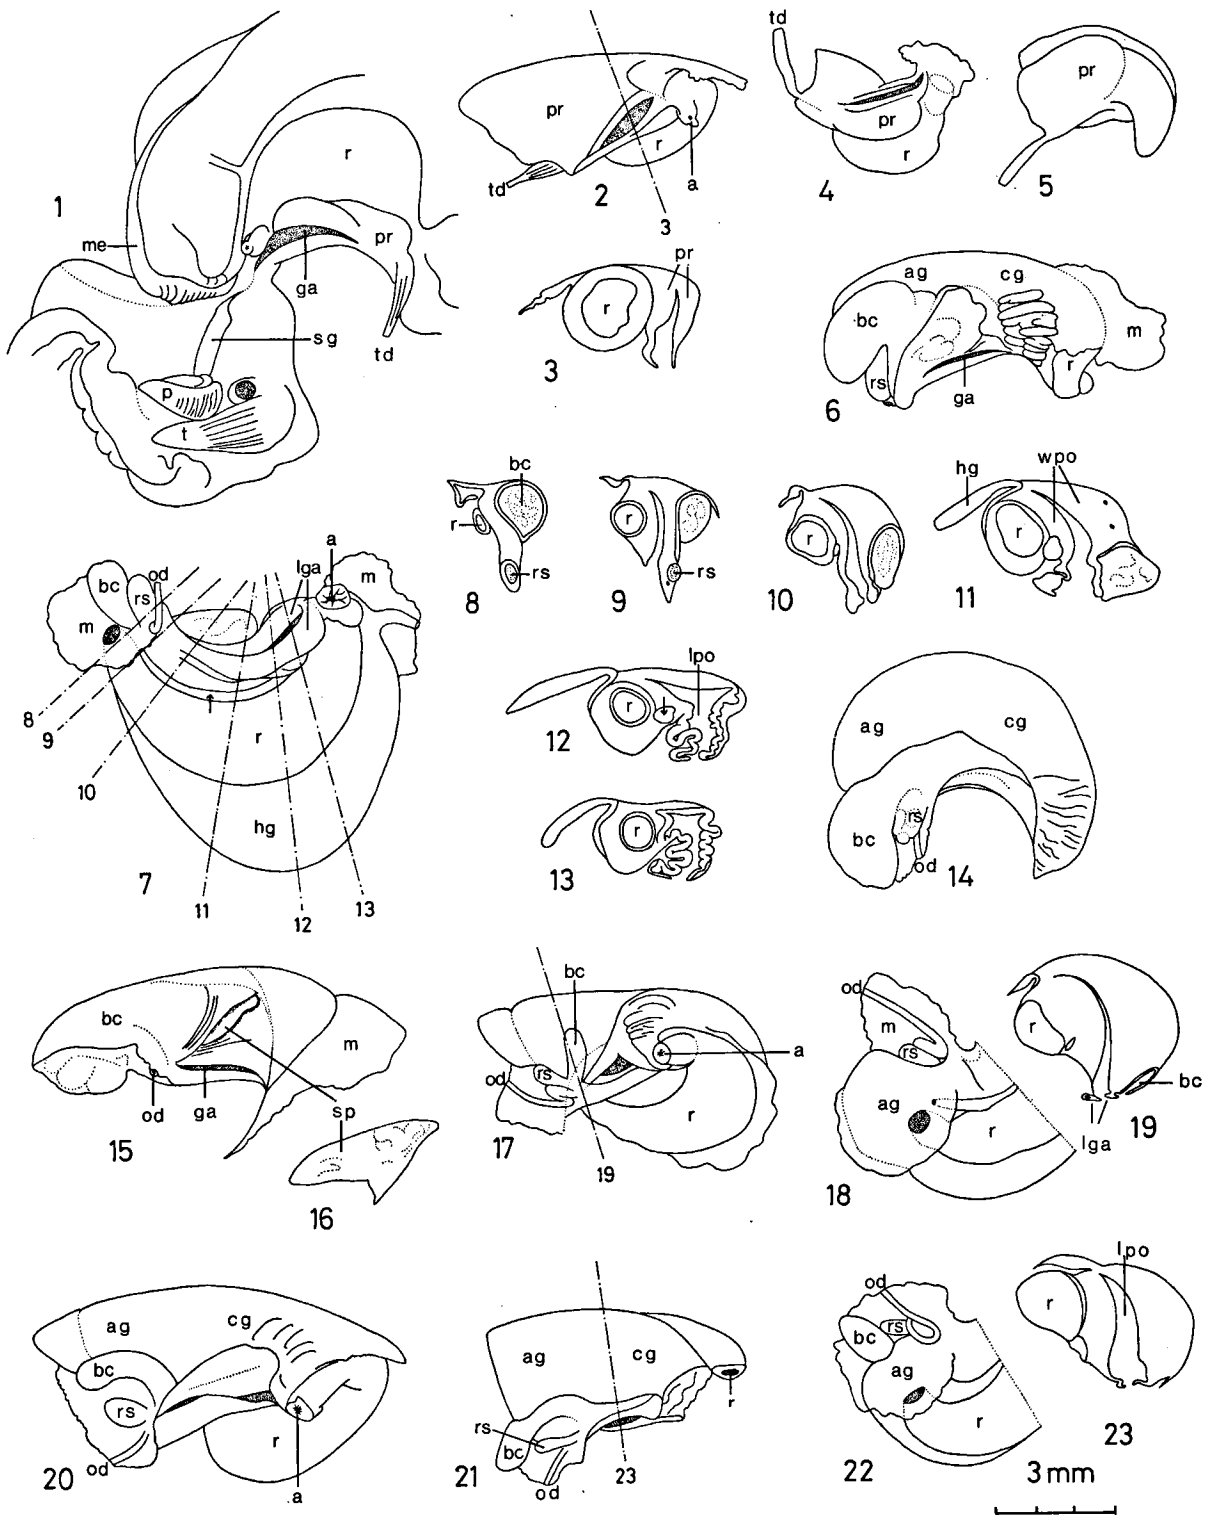 td
r
pr
r
a
td
2
3
td
pr
r
4
pr
5
1
me
r
pr
ga
sg
td
p
t
pr
r
3
ag
cg
bc
m
rs
r
ga
6
bc
r
rs
8
r
rs
9
r
10
hg
wpo
r
11
bc
od
rs
m
a
lga
m
8
9
10
r
hg
7
11
12
13
lpo
r
12
r
13
ag
cg
rs
bc
od
14
bc
m
od
ga
sp
15
16
bc
a
rs
od
r
17
19
od
m
rs
ag
r
18
r
bc
lga
19
ag
cg
bc
rs
r
od
a
20
ag
cg
r
rs
bc
od
21
23
od
rs
bc
ag
r
22
lpo
r
23
3 mm